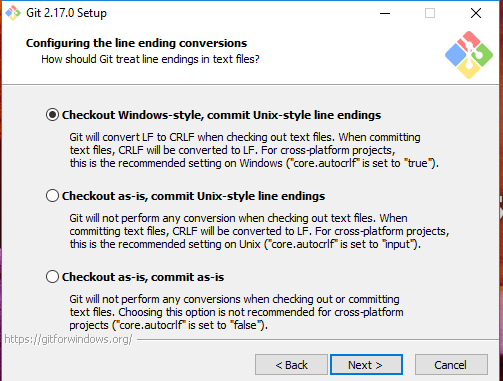 Git 2.17.0 Setup
Configuring the line ending conversions
How should Git treat line endings in text files?
Checkout Windows-style, commit Unix-style line endings
Git will convert LF to CRLF when checking out text files. When committing
text files, CRLF will be converted to LF. For cross-platform projects,
this is the recommended setting on Windows ("core.autocrlf" is set to "true").
Checkout as-is, commit Unix-style line endings
Git will not perform any conversion when checking out text files. When
committing text files, CRLF will be converted to LF. For cross-platform projects,
this is the recommended setting on Unix ("core.autocrlf" is set to "input").
Checkout as-is, commit as-is
Git will not perform any conversions when checking out or committing
text files. Choosing this option is not recommended for cross-platform
projects ("core.autocrlf" is set to "false").
https://gitforwindows.org/
< Back
Next >
Cancel